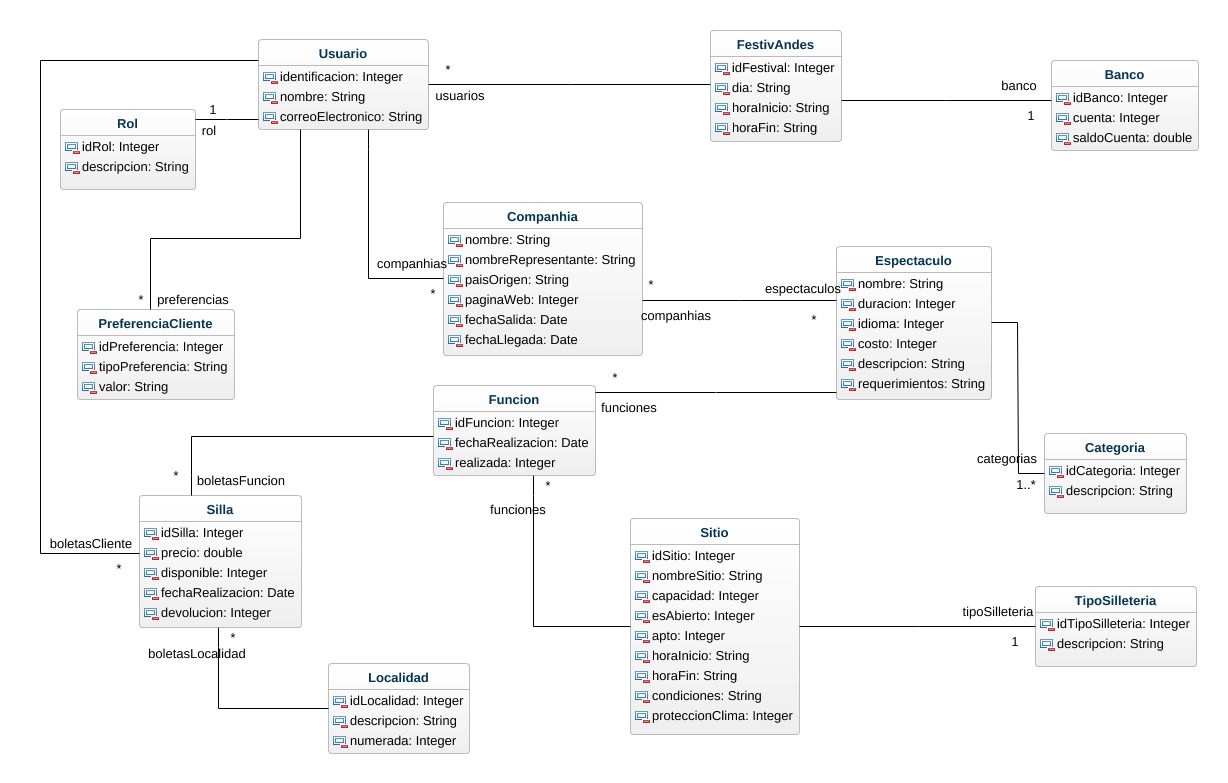 Usuario
identificacion: Integer
nombre: String
correoElectronico: String
*
usuarios
FestivAndes
idFestival: Integer
dia: String
horaInicio: String
horaFin: String
banco
1
Banco
idBanco: Integer
cuenta: Integer
saldoCuenta: double
1
rol
Rol
idRol: Integer
descripcion: String
companhias
*
Companhia
nombre: String
nombreRepresentante: String
paisOrigen: String
paginaWeb: Integer
fechaSalida: Date
fechaLlegada: Date
*
companhias
espectaculos
*
Espectaculo
nombre: String
duracion: Integer
idioma: Integer
costo: Integer
descripcion: String
requerimientos: String
* preferencias
PreferenciaCliente
idPreferencia: Integer
tipoPreferencia: String
valor: String
*
funciones
Funcion
idFuncion: Integer
fechaRealizacion: Date
realizada: Integer
categorias
1..*
Categoria
idCategoria: Integer
descripcion: String
*
boletasFuncion
*
funciones
Silla
idSilla: Integer
precio: double
disponible: Integer
fechaRealizacion: Date
devolucion: Integer
boletasCliente
*
Sitio
idSitio: Integer
nombreSitio: String
capacidad: Integer
esAbierto: Integer
apto: Integer
horaInicio: String
horaFin: String
condiciones: String
proteccionClima: Integer
tipoSilleteria
1
TipoSilleteria
idTipoSilleteria: Integer
descripcion: String
*
boletasLocalidad
Localidad
idLocalidad: Integer
descripcion: String
numerada: Integer